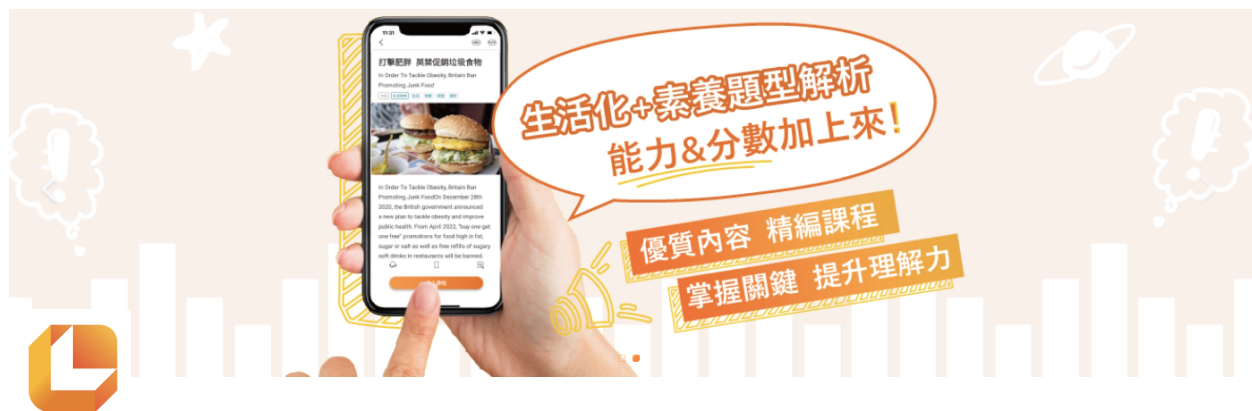 11:31
打擊肥胖 英禁促銷垃圾食物
In Order To Tackle Obesity, Britain Ban
Promoting Junk Food
In Order To Tackle Obesity, Britain Ban
Promoting Junk FoodOn December 28th
2020, the British government announced
a new plan to tackle obesity and improve
public health. From April 2022, "buy one get
one free" promotions for food high in fat,
sugar or salt as well as free refills of sugary
soft drinks in restaurants will be banned.
生活化+素養題型解析
能力&分數加上來!
優質內容 精編課程
掌握關鍵 提升理解力